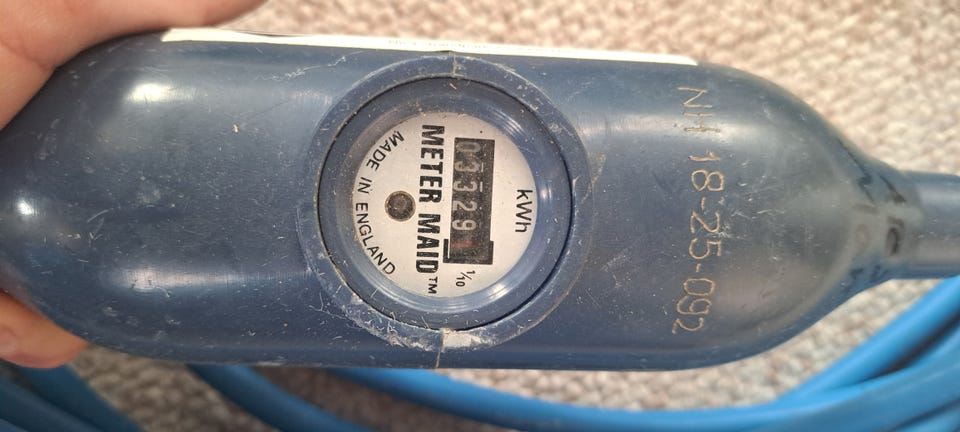 kWh
03329
1/10
METER MAID™
MADE IN ENGLAND
NH 18-25-092